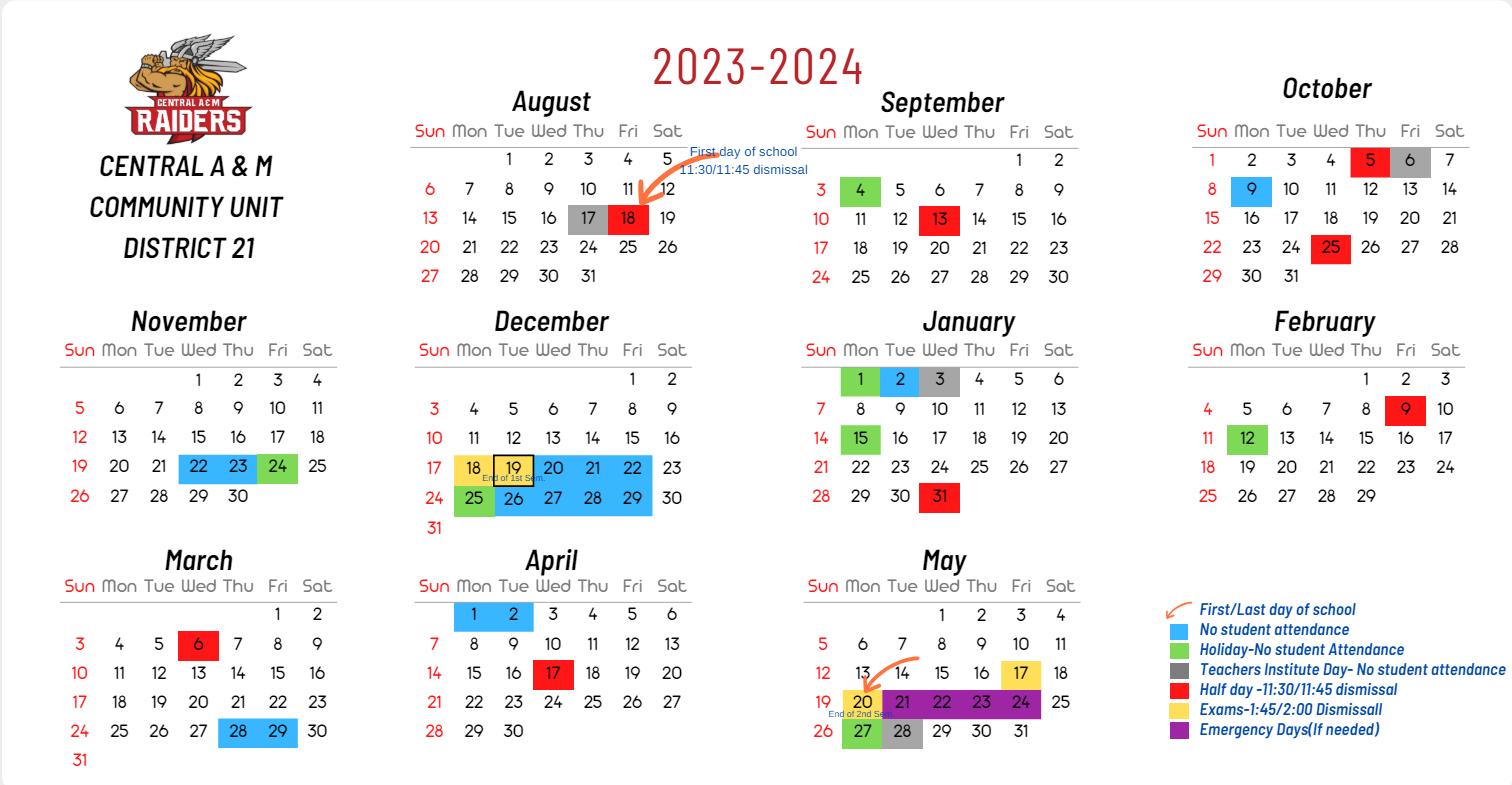 CENTRAL A&M
RAIDERS
CENTRAL A & M
COMMUNITY UNIT
DISTRICT 21
2023-2024
August
Sun Mon Tue Wed Thu Fri Sat
1 2 3 4 5
6 7 8 9 10 11 12
13 14 15 16 17 18 19
20 21 22 23 24 25 26
27 28 29 30 31
First day of school
11:30/11:45 dismissal
September
Sun Mon Tue Wed Thu Fri Sat
1 2
3 4 5 6 7 8 9
10 11 12 13 14 15 16
17 18 19 20 21 22 23
24 25 26 27 28 29 30
October
Sun Mon Tue Wed Thu Fri Sat
1 2 3 4 5 6 7
8 9 10 11 12 13 14
15 16 17 18 19 20 21
22 23 24 25 26 27 28
29 30 31
November
Sun Mon Tue Wed Thu Fri Sat
1 2 3 4
5 6 7 8 9 10 11
12 13 14 15 16 17 18
19 20 21 22 23 24 25
26 27 28 29 30
December
Sun Mon Tue Wed Thu Fri Sat
1 2
3 4 5 6 7 8 9
10 11 12 13 14 15 16
17 18 19 20 21 22 23
End of 1st Sem.
24 25 26 27 28 29 30
31
January
Sun Mon Tue Wed Thu Fri Sat
1 2 3 4 5 6
7 8 9 10 11 12 13
14 15 16 17 18 19 20
21 22 23 24 25 26 27
28 29 30 31
February
Sun Mon Tue Wed Thu Fri Sat
1 2 3
4 5 6 7 8 9 10
11 12 13 14 15 16 17
18 19 20 21 22 23 24
25 26 27 28 29
March
Sun Mon Tue Wed Thu Fri Sat
1 2
3 4 5 6 7 8 9
10 11 12 13 14 15 16
17 18 19 20 21 22 23
24 25 26 27 28 29 30
31
April
Sun Mon Tue Wed Thu Fri Sat
1 2 3 4 5 6
7 8 9 10 11 12 13
14 15 16 17 18 19 20
21 22 23 24 25 26 27
28 29 30
May
Sun Mon Tue Wed Thu Fri Sat
1 2 3 4
5 6 7 8 9 10 11
12 13 14 15 16 17 18
19 20 21 22 23 24 25
End of 2nd Sem.
26 27 28 29 30 31
First/Last day of school
No student attendance
Holiday-No student Attendance
Teachers Institute Day- No student attendance
Half day -11:30/11:45 dismissal
Exams-1:45/2:00 Dismissall
Emergency Days(If needed)